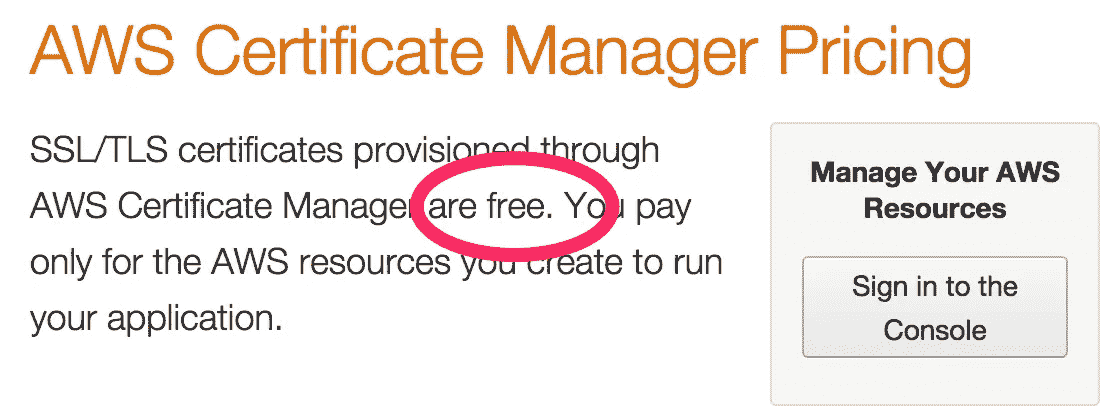 AWS Certificate Manager Pricing
SSL/TLS certificates provisioned through
AWS Certificate Manager are free. You pay
only for the AWS resources you create to run
your application.
Manage Your AWS
Resources
Sign in to the
Console